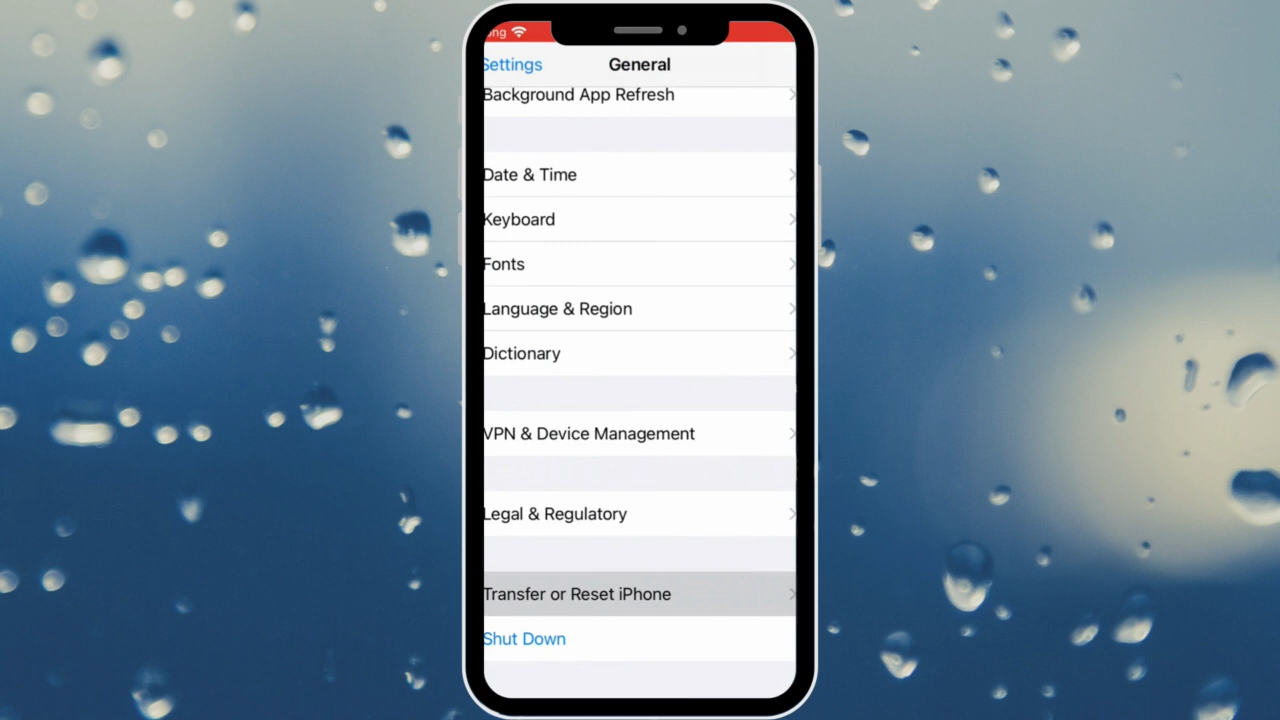 ng
Settings
General
Background App Refresh
Date & Time
Keyboard
Fonts
Language & Region
Dictionary
VPN & Device Management
Legal & Regulatory
Transfer or Reset iPhone
Shut Down